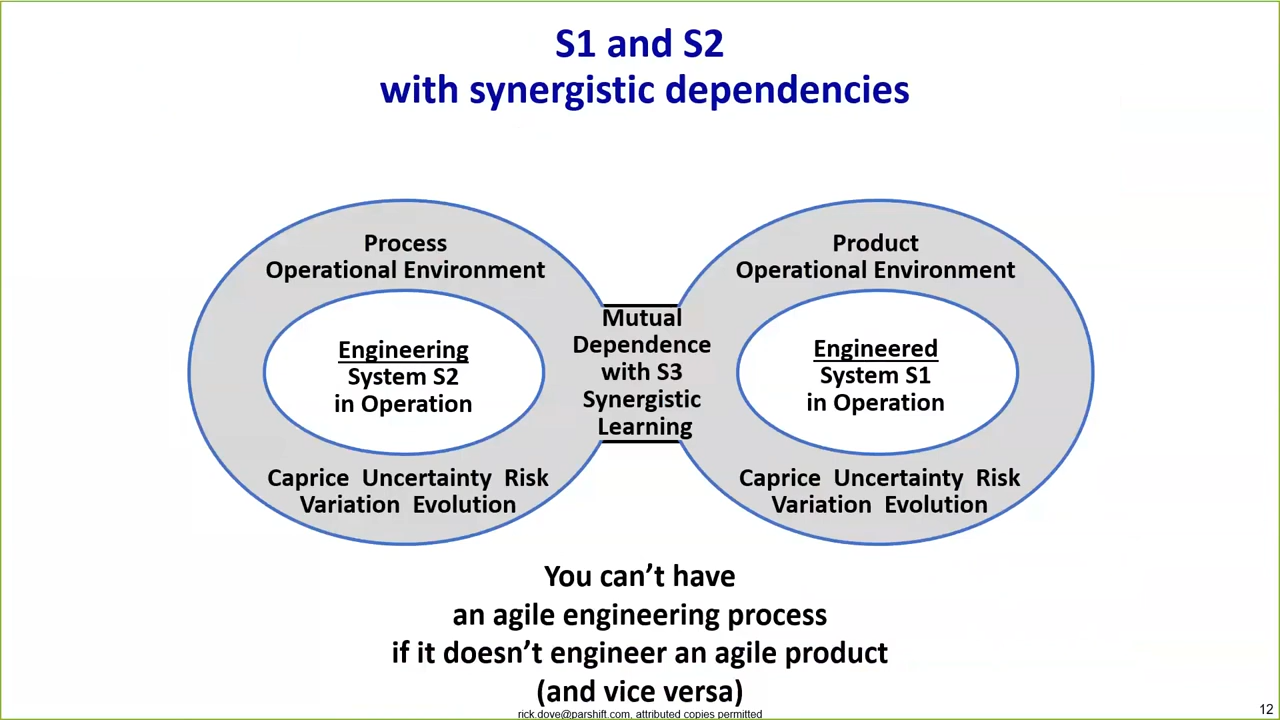 S1 and S2
with synergistic dependencies
Process
Operational Environment
Engineering
System S2
in Operation
Caprice Uncertainty Risk
Variation Evolution
Mutual
Dependence
with S3
Synergistic
Learning
Product
Operational Environment
Engineered
System S1
in Operation
Caprice Uncertainty Risk
Variation Evolution
You can’t have
an agile engineering process
if it doesn’t engineer an agile product
(and vice versa)
rick.dove@parshift.com, attributed copies permitted
12